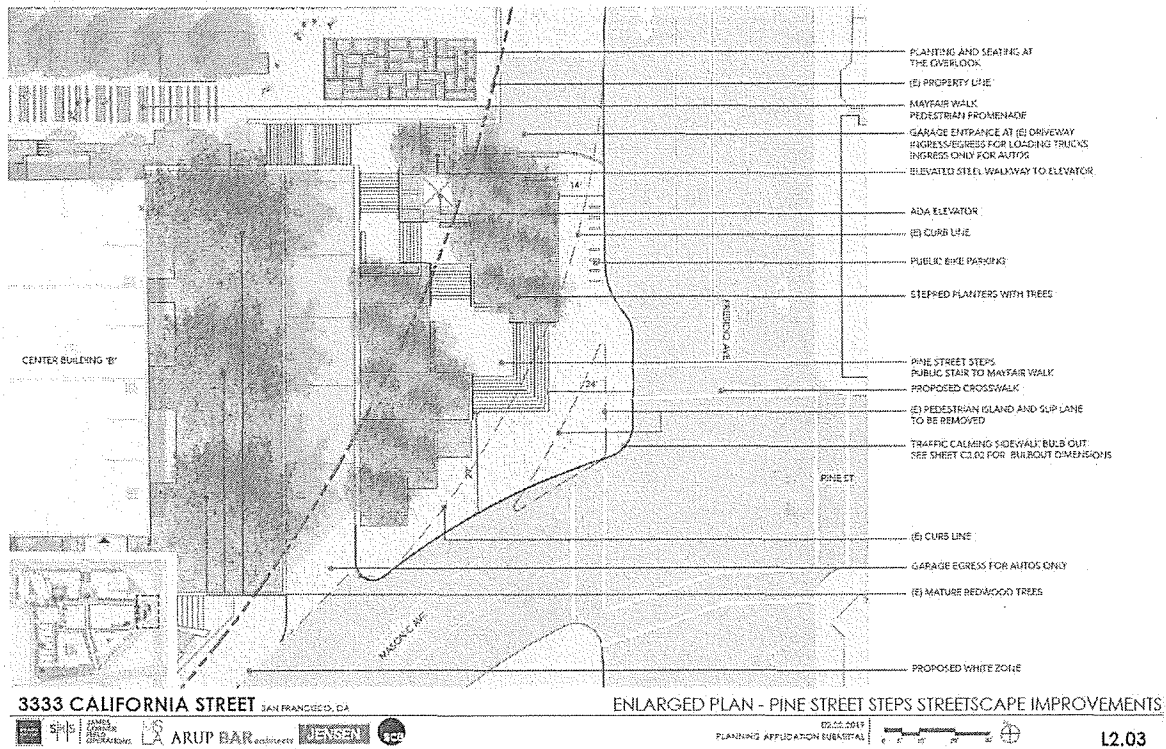 PLANTING AND SEATING AT
THE OVERLOOK
(E) PROPERTY LINE
MAYFAIR WALK
PEDESTRIAN PROMENADE
GARAGE ENTRANCE AT (E) DRIVEWAY
INGRESS/EGRESS FOR LOADING TRUCKS
INGRESS ONLY FOR AUTOS
ELEVATED STEEL WALKWAY TO ELEVATOR
14'
ADA ELEVATOR
(E) CURB LINE
PUBLIC BIKE PARKING
STEPPED PLANTERS WITH TREES
PRESIDIO AVE
CENTER BUILDING 'B'
PINE STREET STEPS
PUBLIC STAIR TO MAYFAIR WALK
24'
PROPOSED CROSSWALK
(E) PEDESTRIAN ISLAND AND SLIP LANE
TO BE REMOVED
TRAFFIC CALMING SIDEWALK BULB OUT
SEE SHEET C2.02 FOR BULBOUT DIMENSIONS
PINE ST
(E) CURB LINE
GARAGE EGRESS FOR AUTOS ONLY
(E) MATURE REDWOOD TREES
MASONIC AVE
PROPOSED WHITE ZONE
3333 CALIFORNIA STREET SAN FRANCISCO, CA
ENLARGED PLAN - PINE STREET STEPS STREETSCAPE IMPROVEMENTS
JAMES
CORNER
FIELD
OPERATIONS
ARUP BAR architects JENSEN
PLANNING APPLICATION SUBMITTAL
L2.03